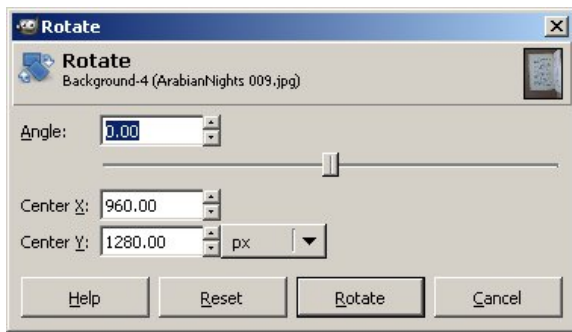 Rotate
Rotate
Background-4 (ArabianNights 009.jpg)
Angle: 0.00
Center X: 960.00
Center Y: 1280.00 px
Help Reset Rotate Cancel